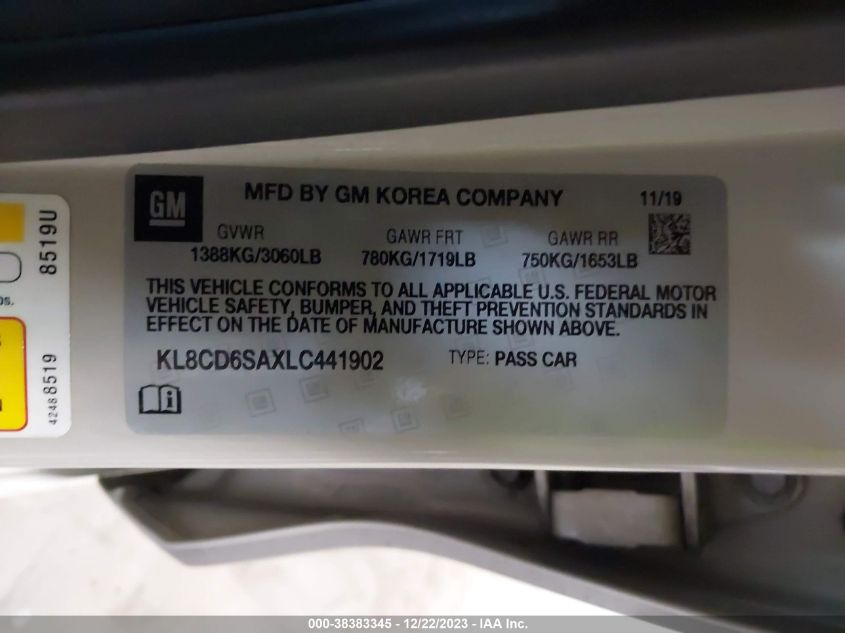 GM
MFD BY GM KOREA COMPANY
11/19
GVWR
GAWR FRT
GAWR RR
1388KG/3060LB
780KG/1719LB
750KG/1653LB
THIS VEHICLE CONFORMS TO ALL APPLICABLE U.S. FEDERAL MOTOR
VEHICLE SAFETY, BUMPER, AND THEFT PREVENTION STANDARDS IN
EFFECT ON THE DATE OF MANUFACTURE SHOWN ABOVE.
KL8CD6SAXLC441902
TYPE: PASS CAR
i
8519U
42488519
000-38383345 - 12/22/2023 - IAA Inc.